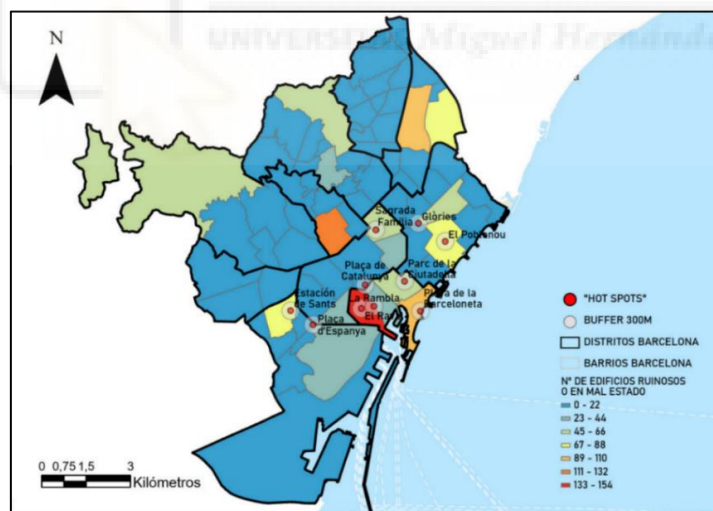 UNIVERSITAS Miguel Hernánde
N
Sagrada
Família
Glòries
El Poblenou
Plaça de
Catalunya
Parc de la
Ciutadella
Estación
de Sants
La Rambla
Playa de la
Barceloneta
El Ra
Plaça
d'Espanya
"HOT SPOTS"
BUFFER 300M
DISTRITOS BARCELONA
BARRIOS BARCELONA
Nº DE EDIFICIOS RUINOSOS
O EN MAL ESTADO
0 - 22
23 - 44
45 - 66
67 - 88
89 - 110
111 - 132
133 - 154
0 0,75 1,5 3
Kilómetros